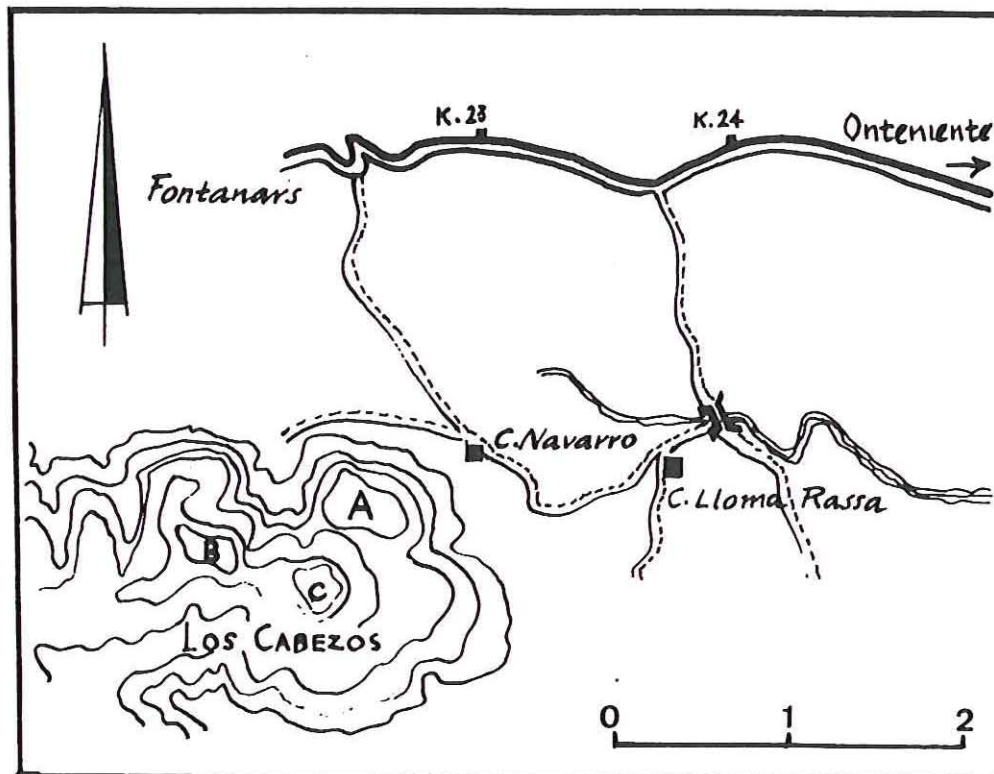 K.23
K.24
Onteniente
Fontanars
C.Navarro
C.Lloma Rassa
A
B
C
LOS CABEZOS
0 1 2